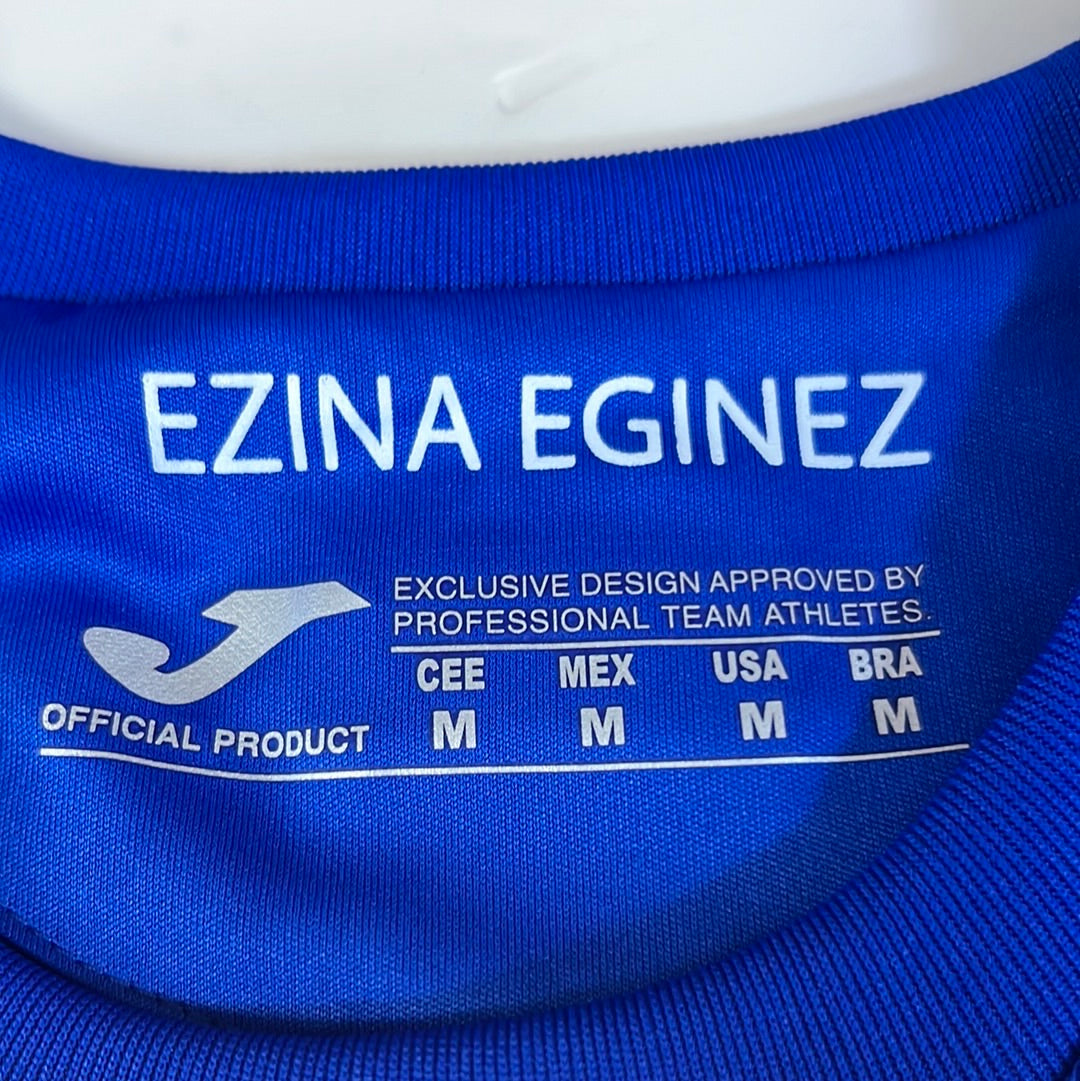 EZINA EGINEZ
EXCLUSIVE DESIGN APPROVED BY
PROFESSIONAL TEAM ATHLETES.
CEE MEX USA BRA
M M M M
OFFICIAL PRODUCT